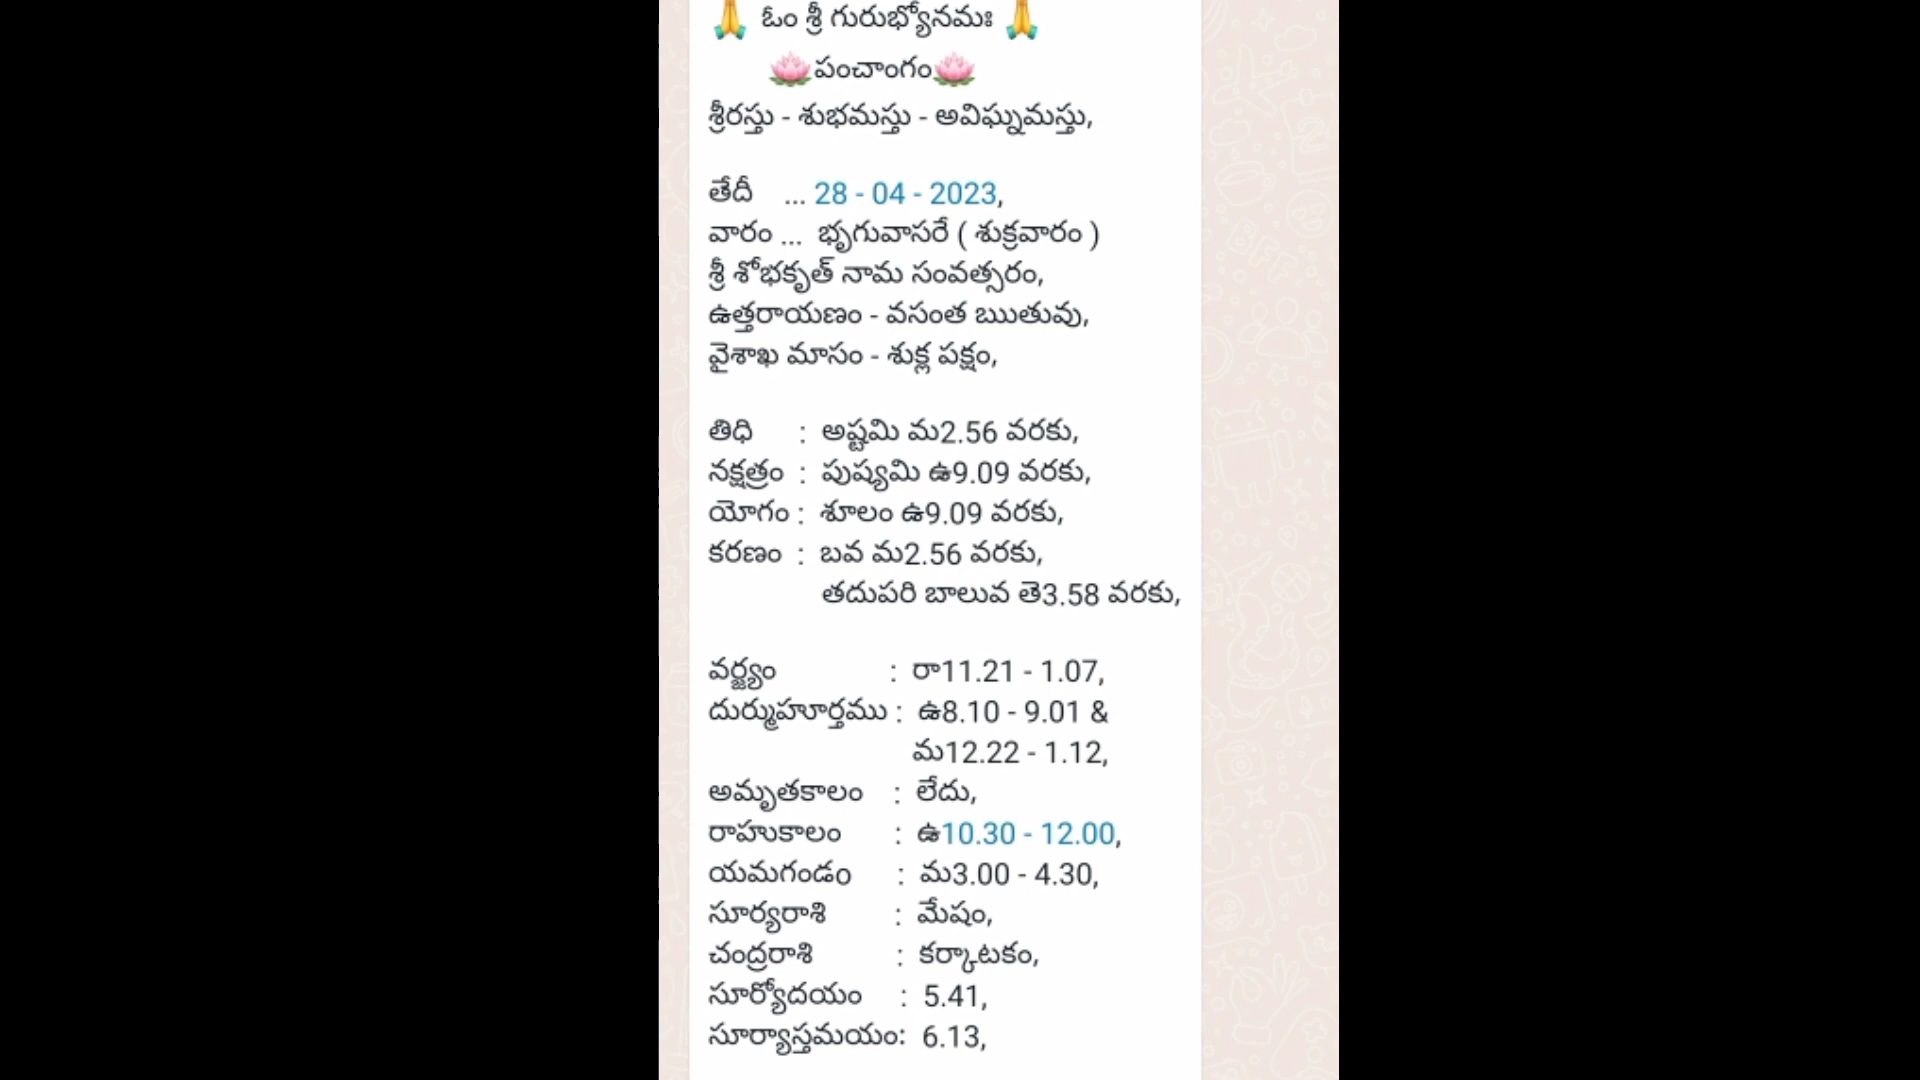 🙏 ఓం శ్రీ గురుభ్యోనమః 🙏
🪷పంచాంగం🪷
శ్రీరస్తు - శుభమస్తు - అవిఘ్నమస్తు,
తేదీ ... 28 - 04 - 2023,
వారం ... భృగువాసరే ( శుక్రవారం )
శ్రీ శోభకృత్ నామ సంవత్సరం,
ఉత్తరాయణం - వసంత ఋతువు,
వైశాఖ మాసం - శుక్ల పక్షం,
తిధి : అష్టమి మ2.56 వరకు,
నక్షత్రం : పుష్యమి ఉ9.09 వరకు,
యోగం : శూలం ఉ9.09 వరకు,
కరణం : బవ మ2.56 వరకు,
తదుపరి బాలువ తె3.58 వరకు,
వర్జ్యం : రా11.21 - 1.07,
దుర్ముహూర్తము : ఉ8.10 - 9.01 &
మ12.22 - 1.12,
అమృతకాలం : లేదు,
రాహుకాలం : ఉ10.30 - 12.00,
యమగండం : మ3.00 - 4.30,
సూర్యరాశి : మేషం,
చంద్రరాశి : కర్కాటకం,
సూర్యోదయం : 5.41,
సూర్యాస్తమయం: 6.13,